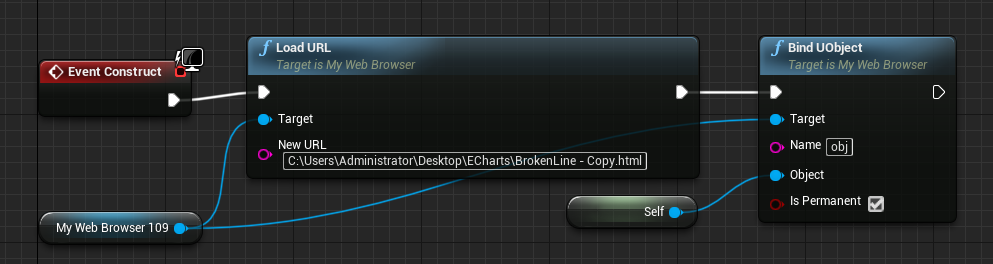 Event Construct
f Load URL
Target is My Web Browser
Target
New URL
C:\Users\Administrator\Desktop\ECharts\BrokenLine - Copy.html
f Bind UObject
Target is My Web Browser
Target
Name obj
Object
Is Permanent
My Web Browser 109
Self